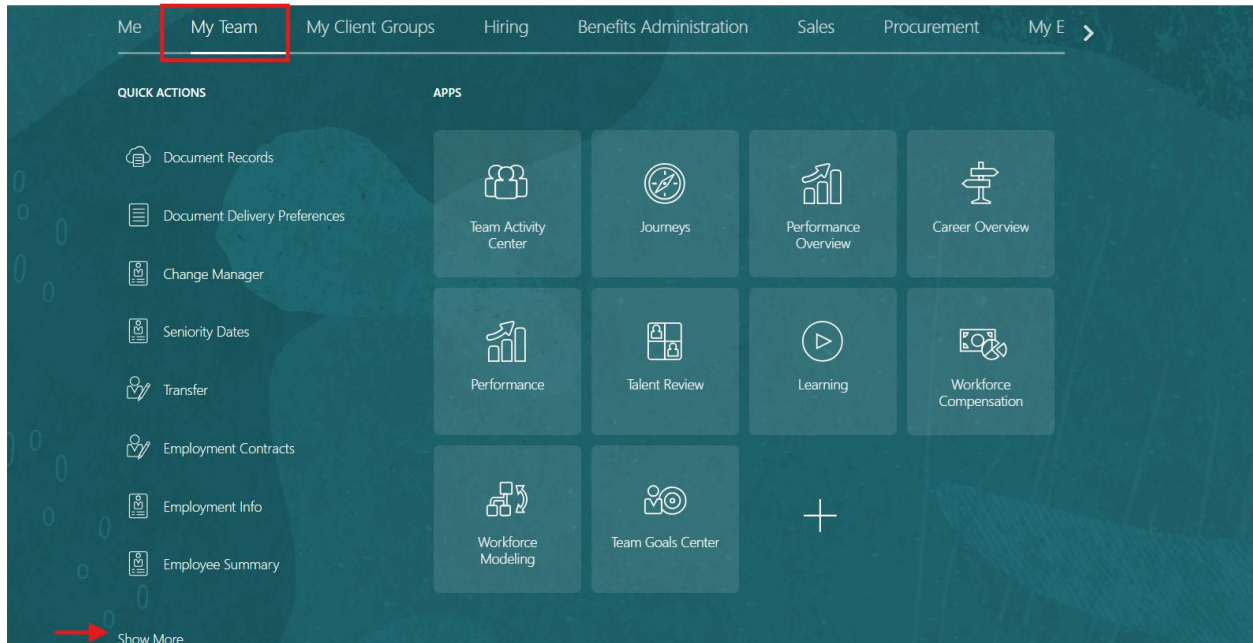 Me
My Team
My Client Groups
Hiring
Benefits Administration
Sales
Procurement
My E
QUICK ACTIONS
Document Records
Document Delivery Preferences
Change Manager
Seniority Dates
Transfer
Employment Contracts
Employment Info
Employee Summary
Show More
APPS
Team Activity
Center
Journeys
Performance
Overview
Career Overview
Performance
Talent Review
Learning
Workforce
Compensation
Workforce
Modeling
Team Goals Center